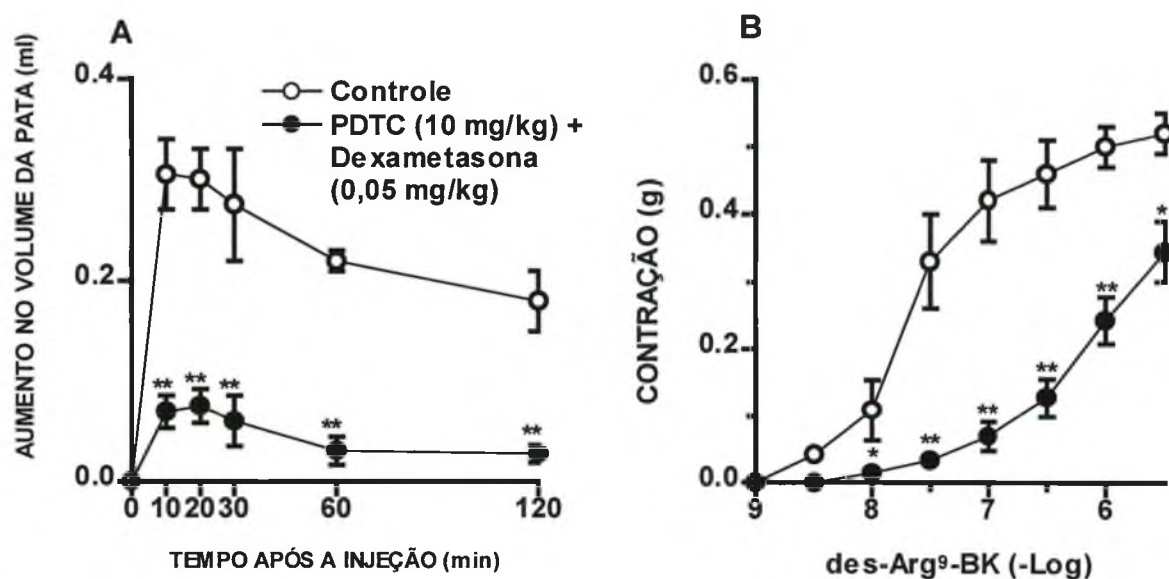 A
AUMENTO NO VOLUME DA PATA (ml)
0.4
0.2
0.0
Controle
PDTC (10 mg/kg) +
Dexametasona
(0,05 mg/kg)
** ** ** ** **
0 10 20 30 60 120
TEMPO APÓS A INJEÇÃO (min)
B
CONTRAÇÃO (g)
0.6
0.4
0.2
0.0
* ** ** ** ** *
9 8 7 6
des-Arg⁹-BK (-Log)